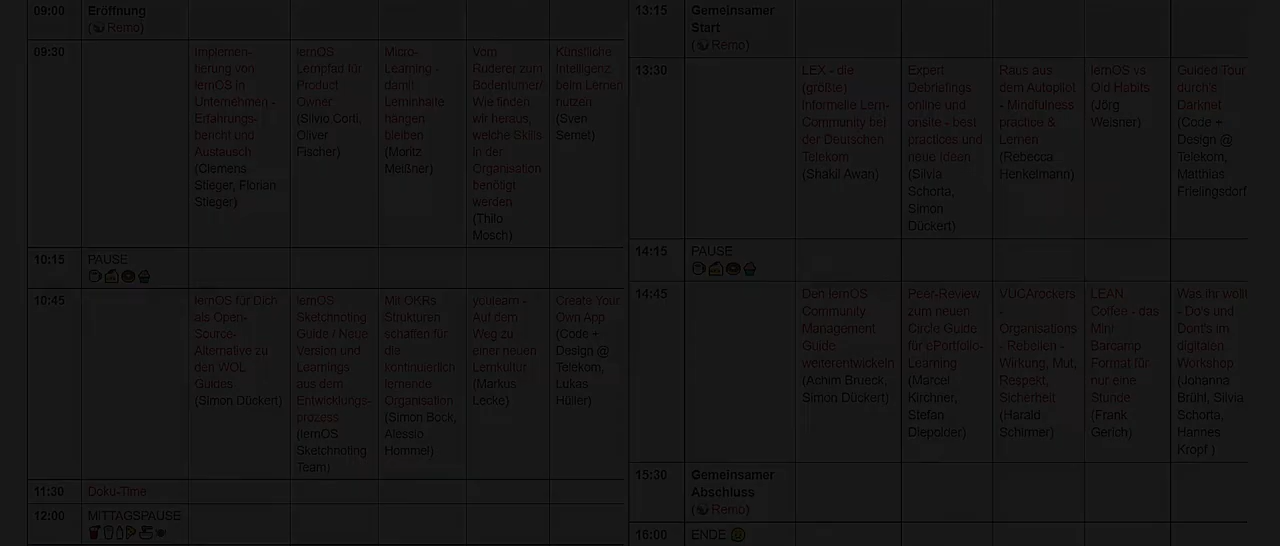 09:00
Eröffnung
(Remo)
09:30
Implemen-
tierung von
lernOS in
Unternehmen -
Erfahrungs-
bericht und
Austausch
(Clemens
Stieger, Florian
Stieger)
lernOS
Lernpfad für
Product
Owner
(Silvio Corti,
Oliver
Fischer)
Micro-
Learning -
damit
Lerninhalte
hängen
bleiben
(Moritz
Meißner)
Vom
Ruderer zum
Bodenturner/
Wie finden
wir heraus,
welche Skills
in der
Organisation
benötigt
werden
(Thilo
Mosch)
Künstliche
Intelligenz
beim Lernen
nutzen
(Sven
Semet)
10:15
PAUSE
10:45
lernOS für Dich
als Open-
Source-
Alternative zu
den WOL
Guides
(Simon Dückert)
lernOS
Sketchnoting
Guide / Neue
Version und
Learnings
aus dem
Entwicklungs-
prozess
(lernOS
Sketchnoting
Team)
Mit OKRs
Strukturen
schaffen für
die
kontinuierlich
lernende
Organisation
(Simon Bock,
Alessio
Hommel)
youlearn -
Auf dem
Weg zu
einer neuen
Lernkultur
(Markus
Lecke)
Create Your
Own App
(Code +
Design @
Telekom,
Lukas
Hüller)
11:30
Doku-Time
12:00
MITTAGSPAUSE
13:15
Gemeinsamer
Start
(Remo)
13:30
LEX - die
(größte)
Informelle Lern-
Community bei
der Deutschen
Telekom
(Shakil Awan)
Expert
Debriefings
online und
onsite - best
practices und
neue Ideen
(Silvia
Schorta,
Simon
Dückert)
Raus aus
dem Autopilot
- Mindfulness
practice &
Lernen
(Rebecca
Henkelmann)
lernOS vs
Old Habits
(Jörg
Weisner)
Guided Tour
durch's
Darknet
(Code +
Design @
Telekom,
Matthias
Frielingsdorf
14:15
PAUSE
14:45
Den lernOS
Community
Management
Guide
weiterentwickeln
(Achim Brueck,
Simon Dückert)
Peer-Review
zum neuen
Circle Guide
für ePortfolio-
Learning
(Marcel
Kirchner,
Stefan
Diepolder)
VUCArockers
-
Organisations
- Rebellen -
Wirkung, Mut,
Respekt,
Sicherheit
(Harald
Schirmer)
LEAN
Coffee - das
Mini
Barcamp
Format für
nur eine
Stunde
(Frank
Gerich)
Was ihr wollt
- Do's und
Dont's im
digitalen
Workshop
(Johanna
Brühl, Silvia
Schorta,
Hannes
Kropf )
15:30
Gemeinsamer
Abschluss
(Remo)
16:00
ENDE